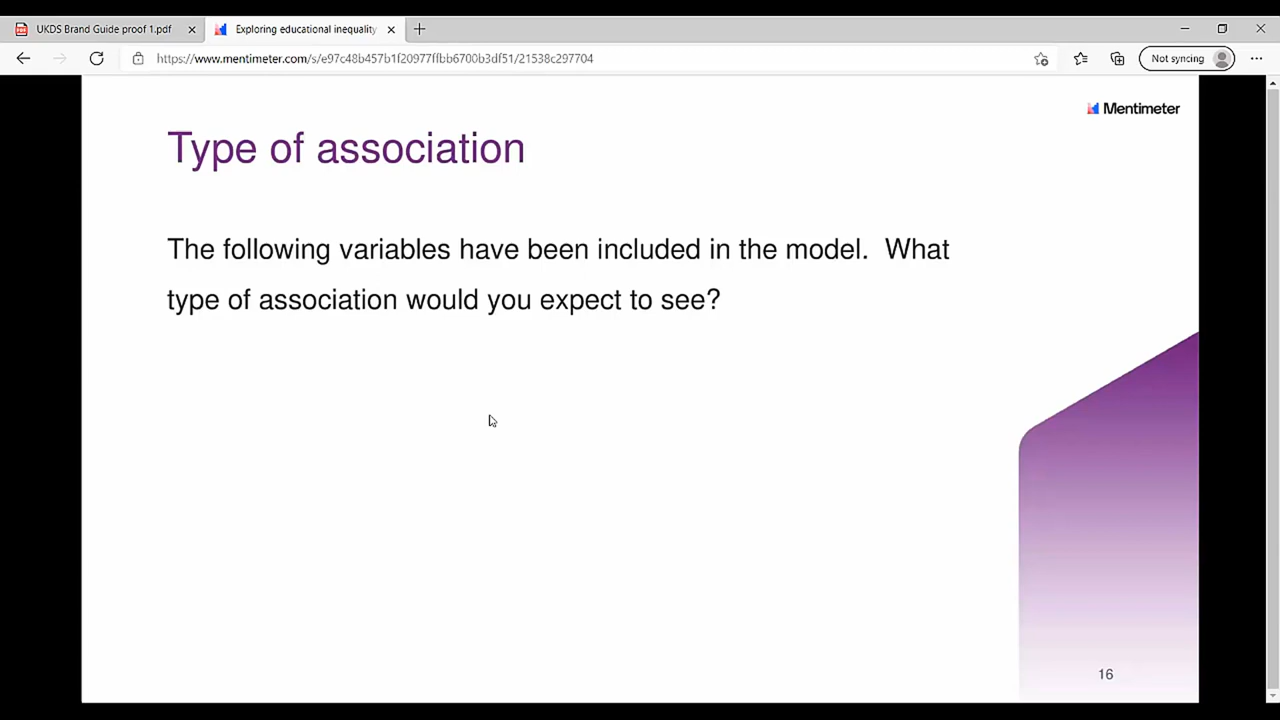 UKDS Brand Guide proof 1.pdf
Exploring educational inequality
https://www.mentimeter.com/s/e97c48b457b1f20977ffbb6700b3df51/21538c297704
Not syncing
Mentimeter
Type of association
The following variables have been included in the model. What
type of association would you expect to see?
16